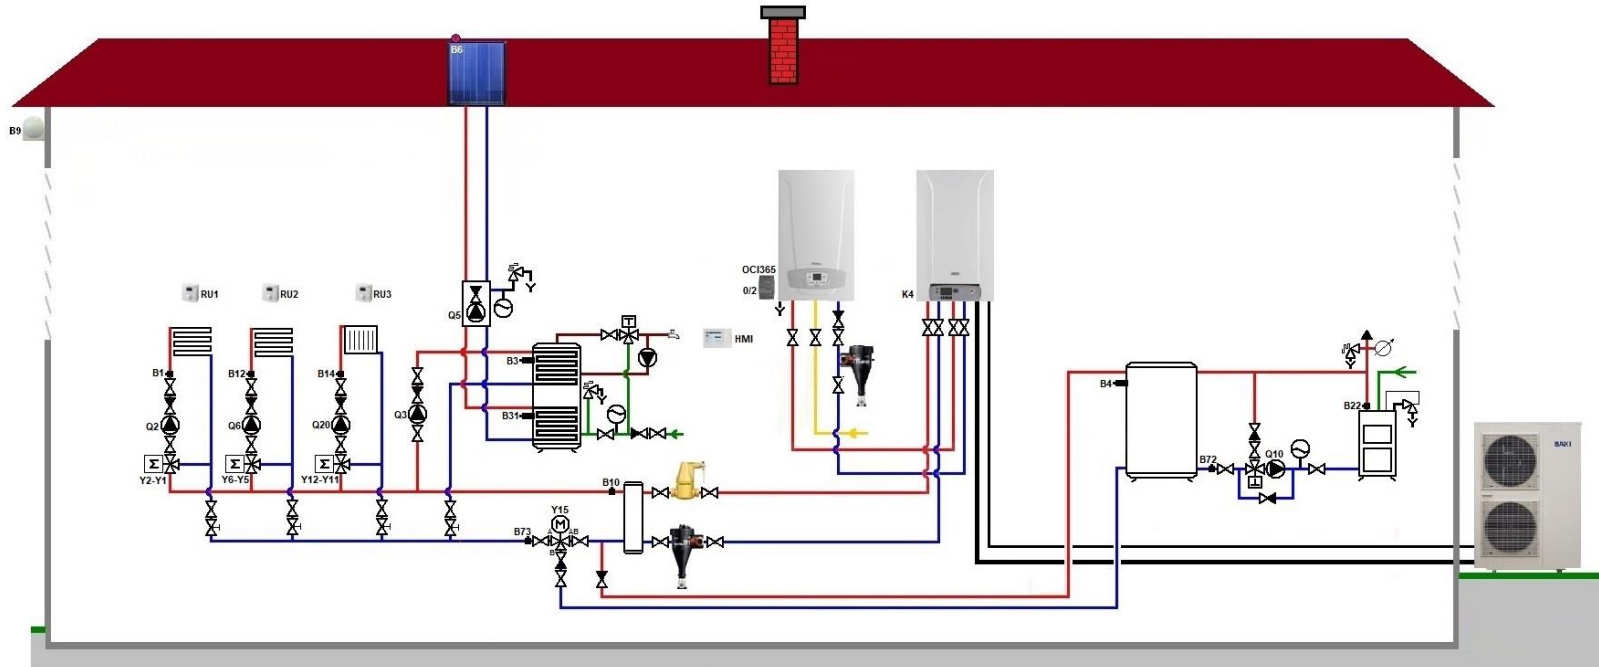 B6
B9
OCI365
0/2
K4
RU1
RU2
RU3
Q5
HMI
B3
B1
B12
B14
B4
B22
B31
Q3
Q2
Q6
Q20
BAXI
Σ
Σ
Σ
B72
Q10
Y2-Y1
Y6-Y5
Y12-Y11
B10
Y15
M
B73
A
AB
B
T